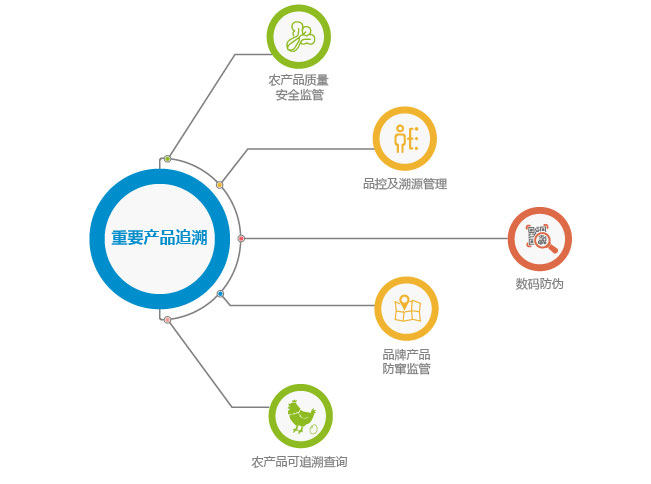 农产品质量
安全监管
品控及溯源管理
重要产品追溯
数码防伪
品牌产品
防窜监管
农产品可追溯查询